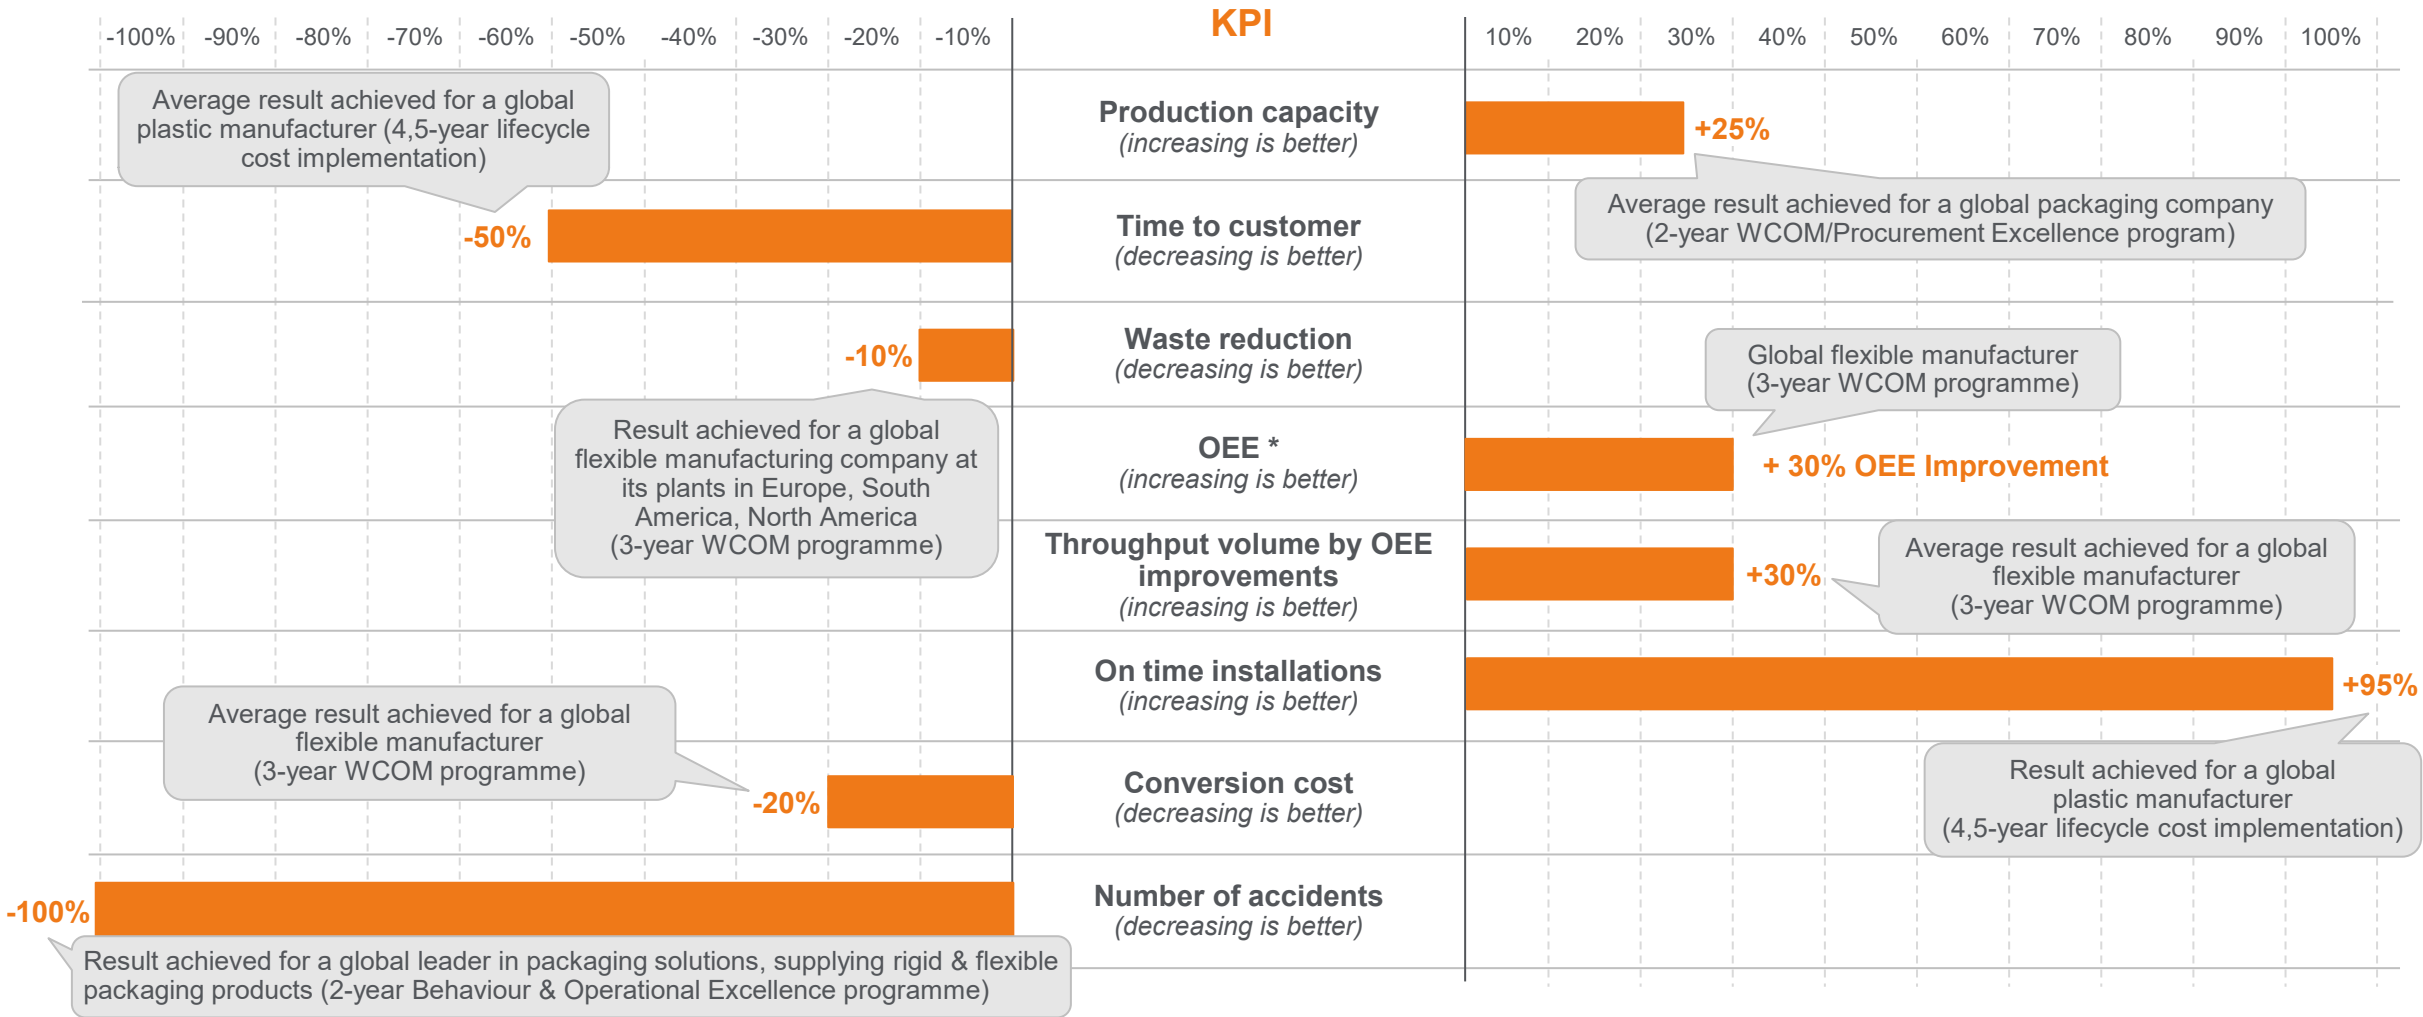 KPI
-100% -90% -80% -70% -60% -50% -40% -30% -20% -10%
10% 20% 30% 40% 50% 60% 70% 80% 90% 100%
Average result achieved for a global
plastic manufacturer (4,5-year lifecycle
cost implementation)
Production capacity
(increasing is better)
+25%
Average result achieved for a global packaging company
(2-year WCOM/Procurement Excellence program)
-50%
Time to customer
(decreasing is better)
-10%
Waste reduction
(decreasing is better)
Global flexible manufacturer
(3-year WCOM programme)
Result achieved for a global
flexible manufacturing company at
its plants in Europe, South
America, North America
(3-year WCOM programme)
OEE *
(increasing is better)
+ 30% OEE Improvement
Throughput volume by OEE
improvements
(increasing is better)
+30%
Average result achieved for a global
flexible manufacturer
(3-year WCOM programme)
On time installations
(increasing is better)
+95%
Average result achieved for a global
flexible manufacturer
(3-year WCOM programme)
-20%
Conversion cost
(decreasing is better)
Result achieved for a global
plastic manufacturer
(4,5-year lifecycle cost implementation)
-100%
Number of accidents
(decreasing is better)
Result achieved for a global leader in packaging solutions, supplying rigid & flexible
packaging products (2-year Behaviour & Operational Excellence programme)